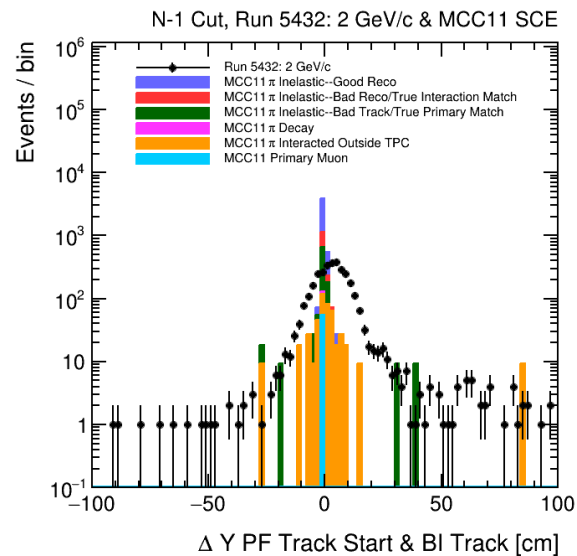 N-1 Cut, Run 5432: 2 GeV/c & MCC11 SCE
Events / bin
10^6
10^5
10^4
10^3
10^2
10
1
10^-1
Run 5432: 2 GeV/c
MCC11 π Inelastic--Good Reco
MCC11 π Inelastic--Bad Reco/True Interaction Match
MCC11 π Inelastic--Bad Track/True Primary Match
MCC11 π Decay
MCC11 π Interacted Outside TPC
MCC11 Primary Muon
−100 −50 0 50 100
Δ Y PF Track Start & BI Track [cm]